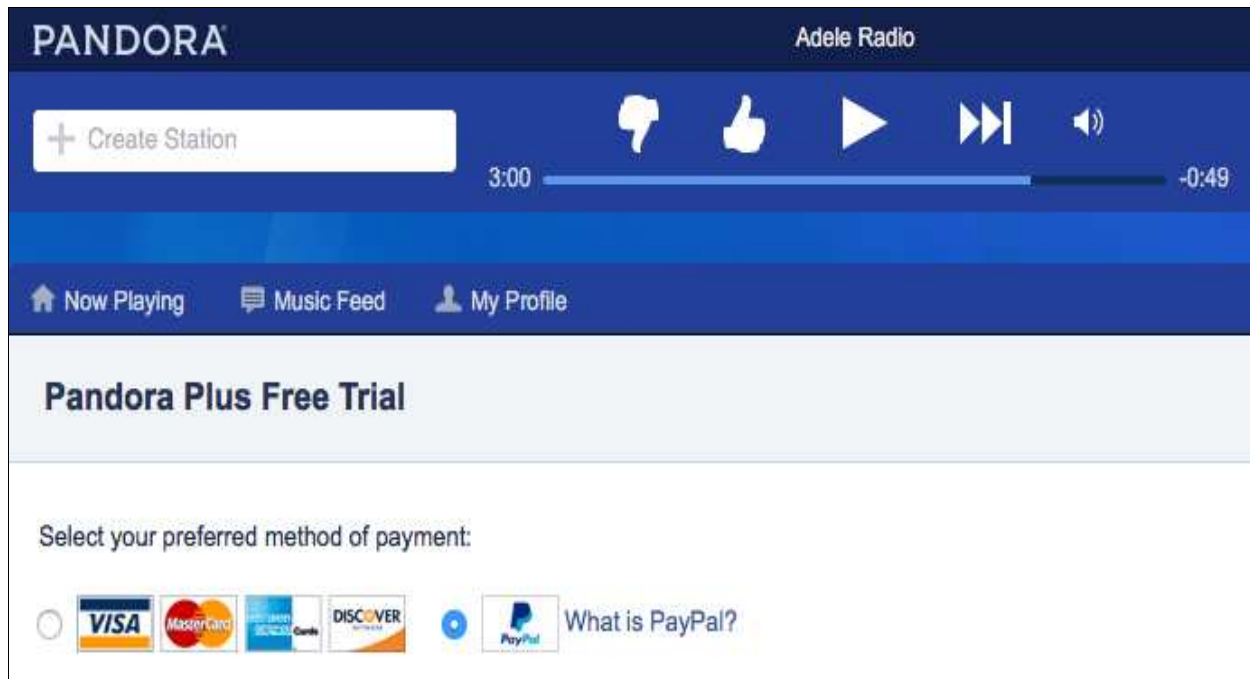 PANDORA
Adele Radio
Create Station
3:00
-0:49
Now Playing
Music Feed
My Profile
Pandora Plus Free Trial
Select your preferred method of payment:
VISA MasterCard Cards DISCOVER PayPal What is PayPal?